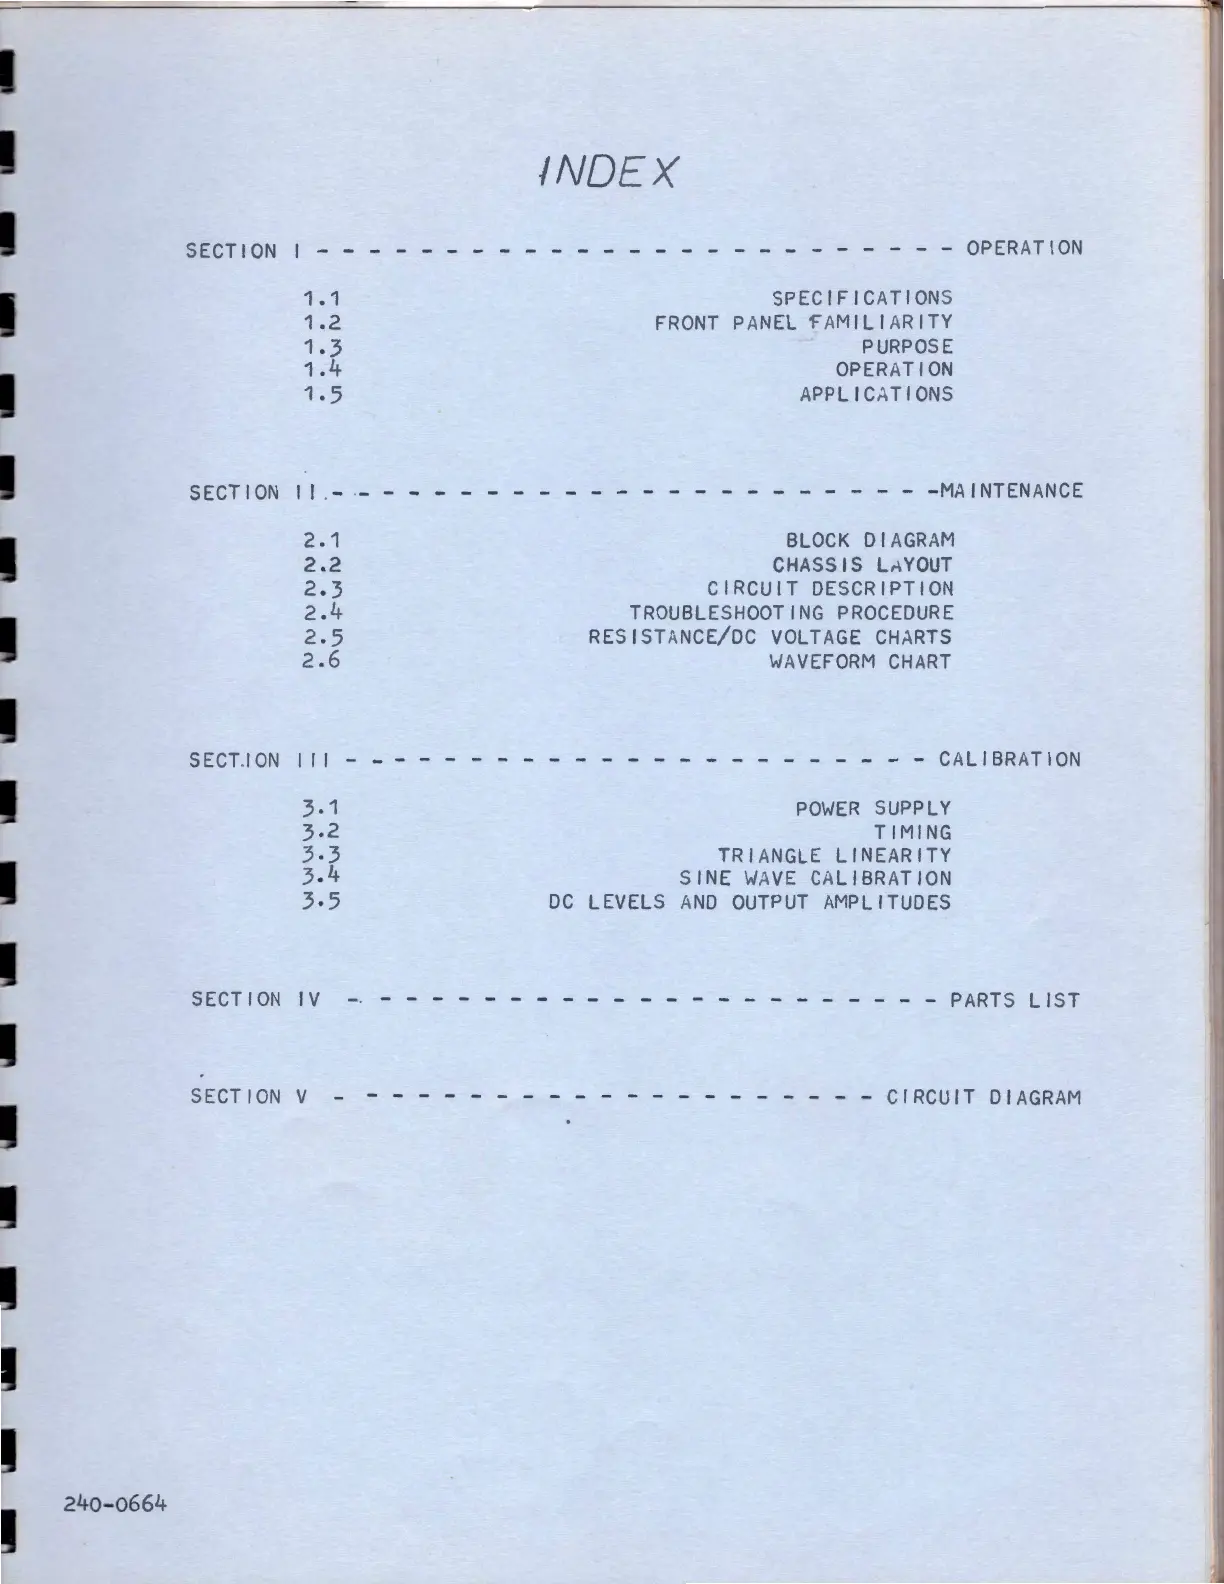 INDEX
SECTION I - - - - - - - - - - - - - - - - - - - - - - - - - OPERATION
1.1 SPECIFICATIONS
1.2 FRONT PANEL FAMILIARITY
1.3 PURPOSE
1.4 OPERATION
1.5 APPLICATIONS
SECTION II - - - - - - - - - - - - - - - - - - - - - - - - -MAINTENANCE
2.1 BLOCK DIAGRAM
2.2 CHASSIS LAYOUT
2.3 CIRCUIT DESCRIPTION
2.4 TROUBLESHOOTING PROCEDURE
2.5 RESISTANCE/DC VOLTAGE CHARTS
2.6 WAVEFORM CHART
SECTION III - - - - - - - - - - - - - - - - - - - - - - - CALIBRATION
3.1 POWER SUPPLY
3.2 TIMING
3.3 TRIANGLE LINEARITY
3.4 SINE WAVE CALIBRATION
3.5 DC LEVELS AND OUTPUT AMPLITUDES
SECTION IV - - - - - - - - - - - - - - - - - - - - - - - PARTS LIST
SECTION V - - - - - - - - - - - - - - - - - - - - - CIRCUIT DIAGRAM
240-0664